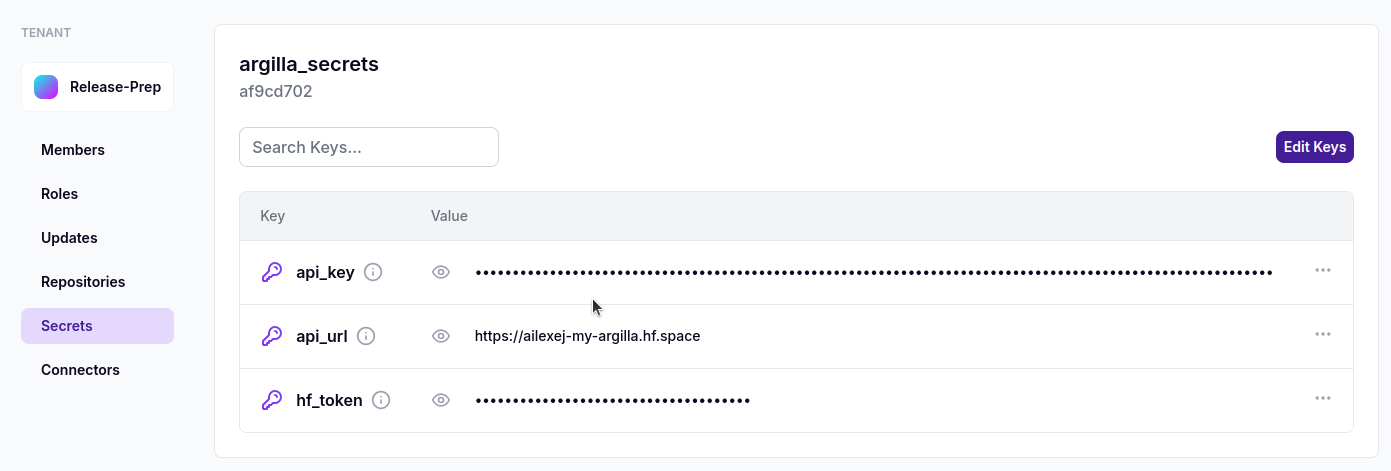 TENANT
Release-Prep
Members
Roles
Updates
Repositories
Secrets
Connectors
argilla_secrets
af9cd702
Search Keys...
Edit Keys
Key Value
api_key
api_url https://ailexej-my-argilla.hf.space
hf_token